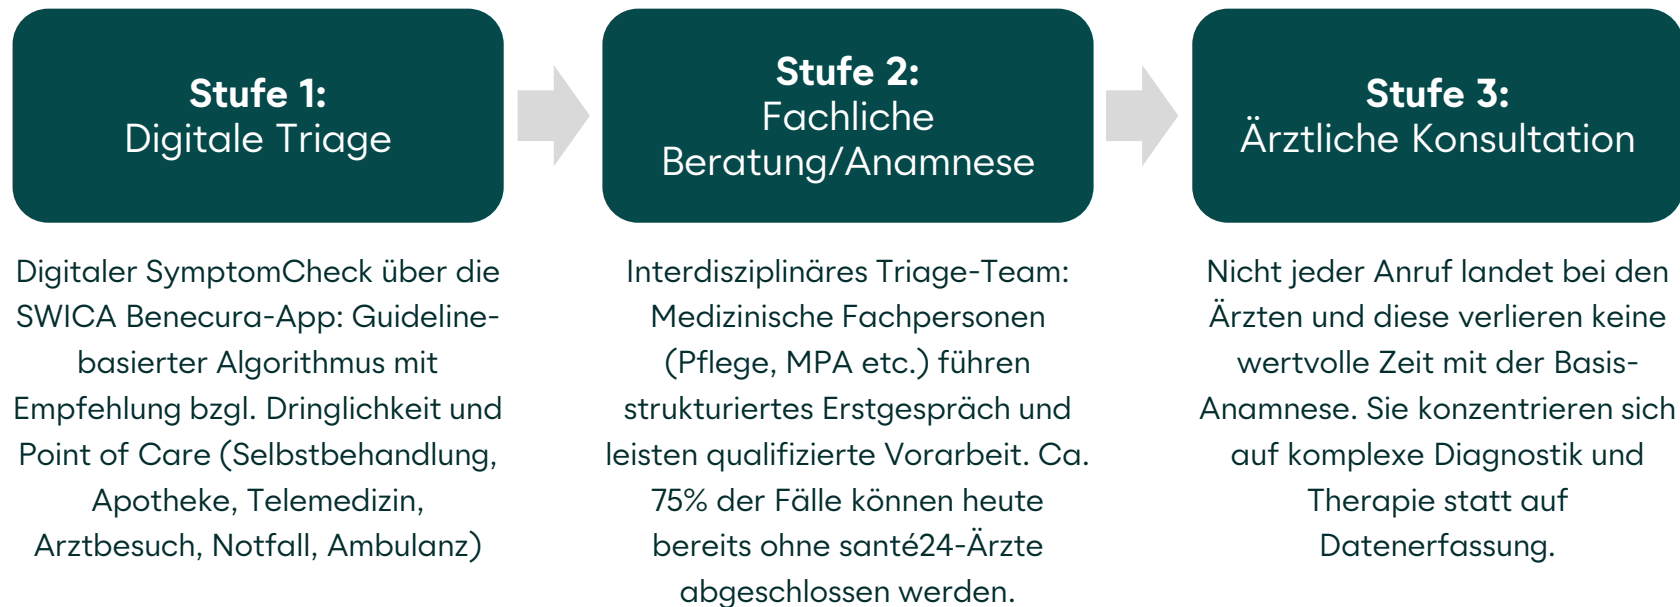 Stufe 1:
Digitale Triage
Stufe 2:
Fachliche
Beratung/Anamnese
Stufe 3:
Ärztliche Konsultation
Digitaler SymptomCheck über die
SWICA Benecura-App: Guideline-
basierter Algorithmus mit
Empfehlung bzgl. Dringlichkeit und
Point of Care (Selbstbehandlung,
Apotheke, Telemedizin,
Arztbesuch, Notfall, Ambulanz)
Interdisziplinäres Triage-Team:
Medizinische Fachpersonen
(Pflege, MPA etc.) führen
strukturiertes Erstgespräch und
leisten qualifizierte Vorarbeit. Ca.
75% der Fälle können heute
bereits ohne santé24-Ärzte
abgeschlossen werden.
Nicht jeder Anruf landet bei den
Ärzten und diese verlieren keine
wertvolle Zeit mit der Basis-
Anamnese. Sie konzentrieren sich
auf komplexe Diagnostik und
Therapie statt auf
Datenerfassung.